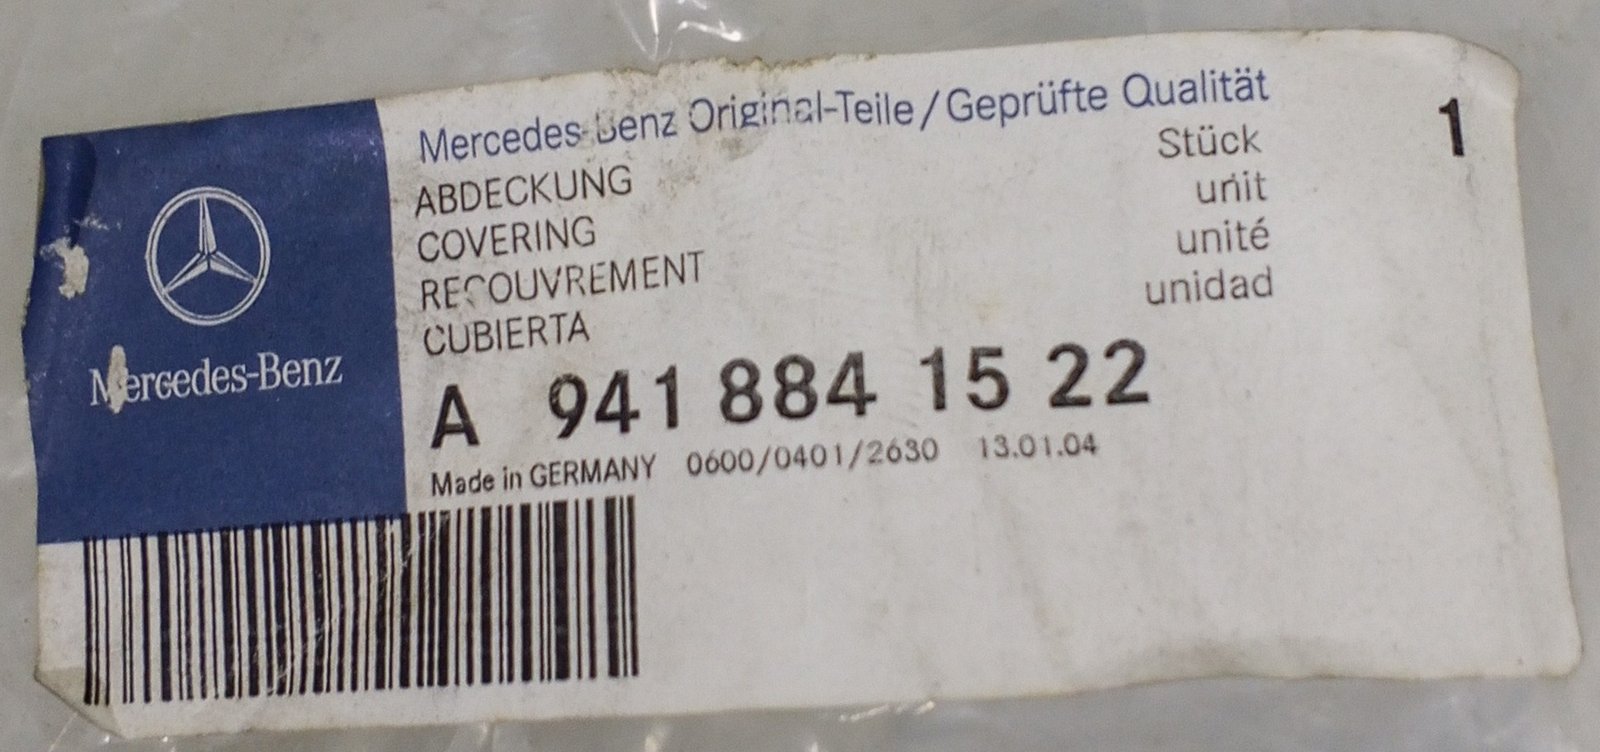 Mercedes-Benz Original-Teile/Geprüfte Qualität
ABDECKUNG Stück 1
COVERING unit
RECOUVREMENT unité
CUBIERTA unidad
A 941 884 15 22
Made in GERMANY 0600/0401/2630 13.01.04
Mercedes-Benz